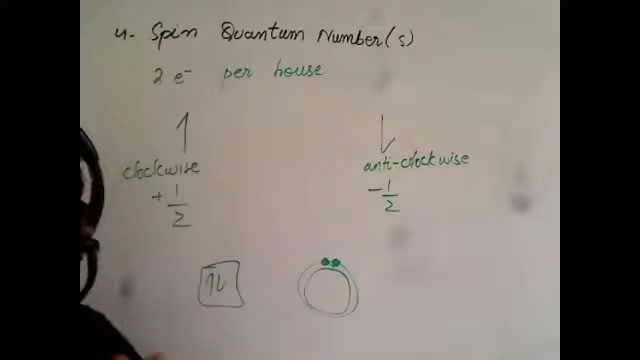 4- Spin Quantum Number(s)
2 e⁻ per house
↑ ↓
clockwise anti-clockwise
+ 1/2 - 1/2
↑↓